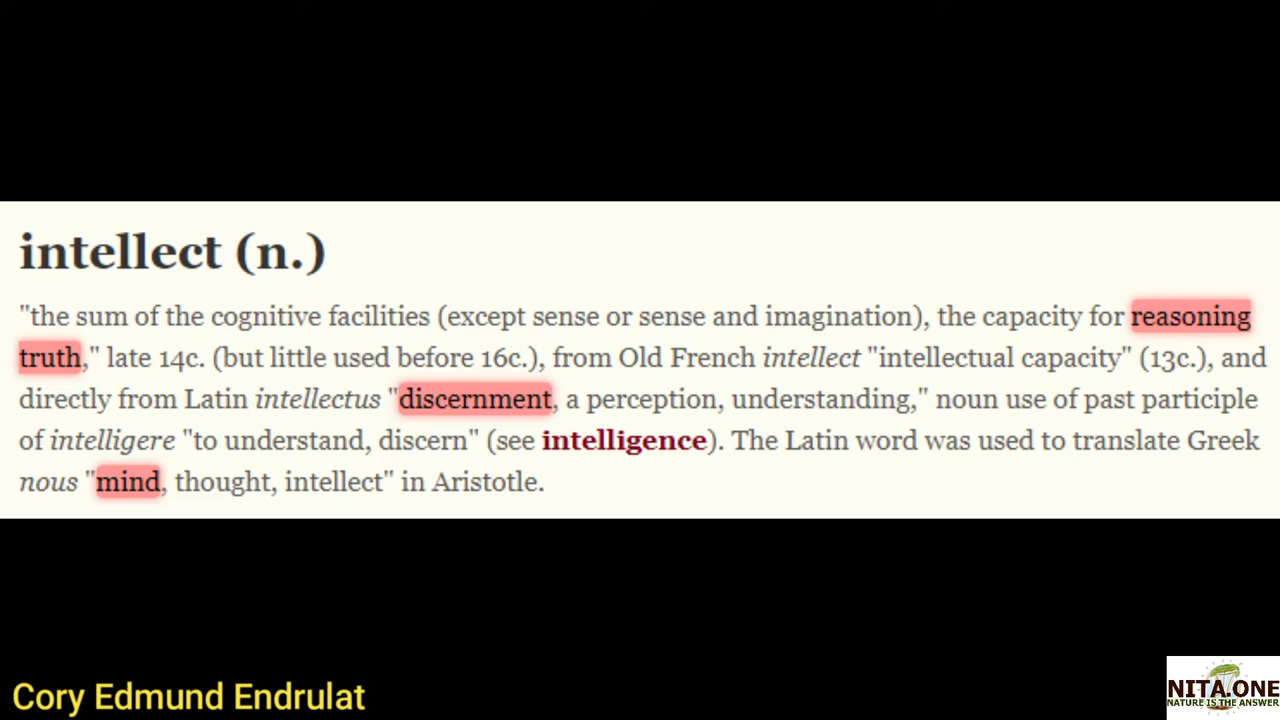 intellect (n.)
"the sum of the cognitive facilities (except sense or sense and imagination), the capacity for reasoning
truth," late 14c. (but little used before 16c.), from Old French intellect "intellectual capacity" (13c.), and
directly from Latin intellectus "discernment, a perception, understanding," noun use of past participle
of intelligere "to understand, discern" (see intelligence). The Latin word was used to translate Greek
nous "mind, thought, intellect" in Aristotle.
Cory Edmund Endrulat
NITA.ONE
NATURE IS THE ANSWER